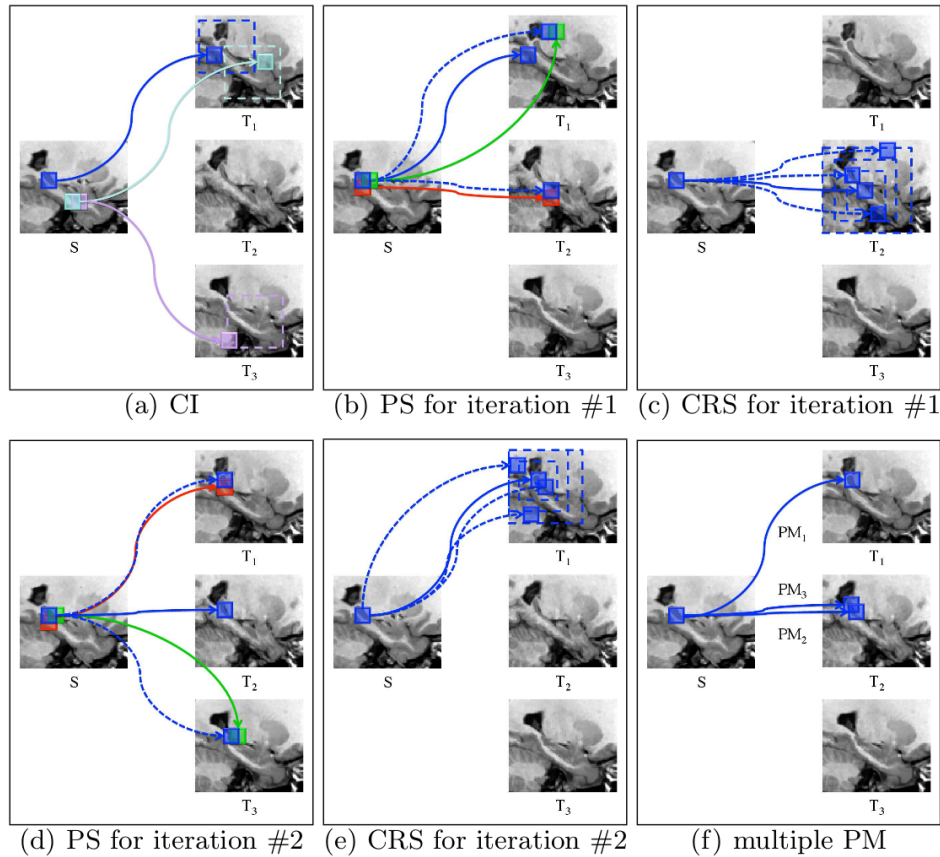 T1
S
T2
T3
(a) CI
T1
S
T2
T3
(b) PS for iteration #1
T1
S
T2
T3
(c) CRS for iteration #1
T1
S
T2
T3
(d) PS for iteration #2
T1
S
T2
T3
(e) CRS for iteration #2
PM1
T1
PM3
PM2
S
T2
T3
(f) multiple PM